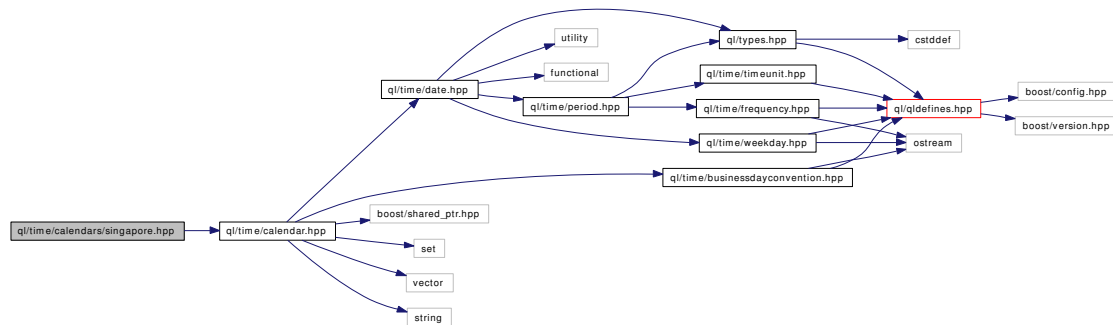 ql/time/calendars/singapore.hpp
ql/time/calendar.hpp
ql/time/date.hpp
boost/shared_ptr.hpp
set
vector
string
utility
functional
ql/time/period.hpp
ql/types.hpp
ql/time/timeunit.hpp
ql/time/frequency.hpp
ql/time/weekday.hpp
ql/time/businessdayconvention.hpp
cstddef
ql/qldefines.hpp
ostream
boost/config.hpp
boost/version.hpp